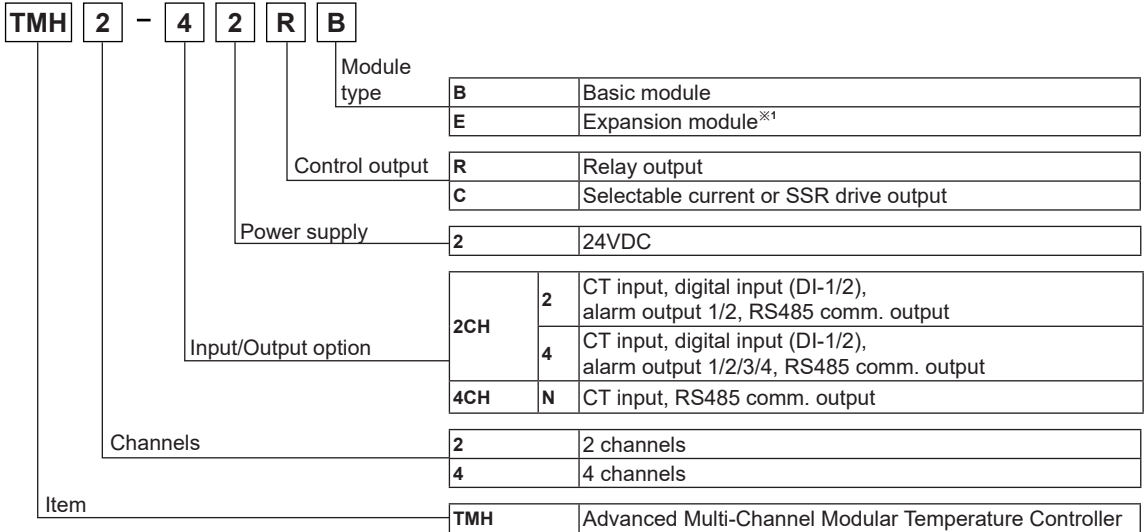 TMH 2 - 4 2 R B
Module
type
B Basic module
E Expansion module※1
Control output
R Relay output
C Selectable current or SSR drive output
Power supply
2 24VDC
Input/Output option
2CH
2 CT input, digital input (DI-1/2),
alarm output 1/2, RS485 comm. output
4 CT input, digital input (DI-1/2),
alarm output 1/2/3/4, RS485 comm. output
4CH N CT input, RS485 comm. output
Channels
2 2 channels
4 4 channels
Item
TMH Advanced Multi-Channel Modular Temperature Controller